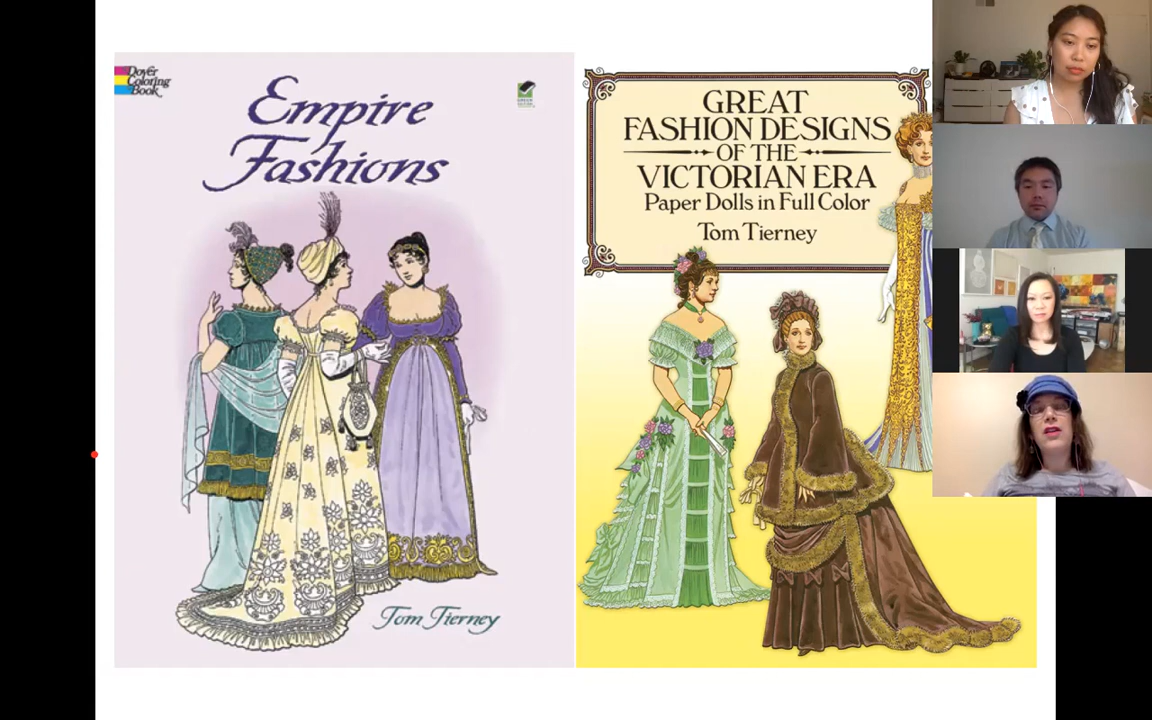 Dover
Coloring
Book
Empire
Fashions
Tom Tierney
GREAT
FASHION DESIGNS
OF THE
VICTORIAN ERA
Paper Dolls in Full Color
Tom Tierney